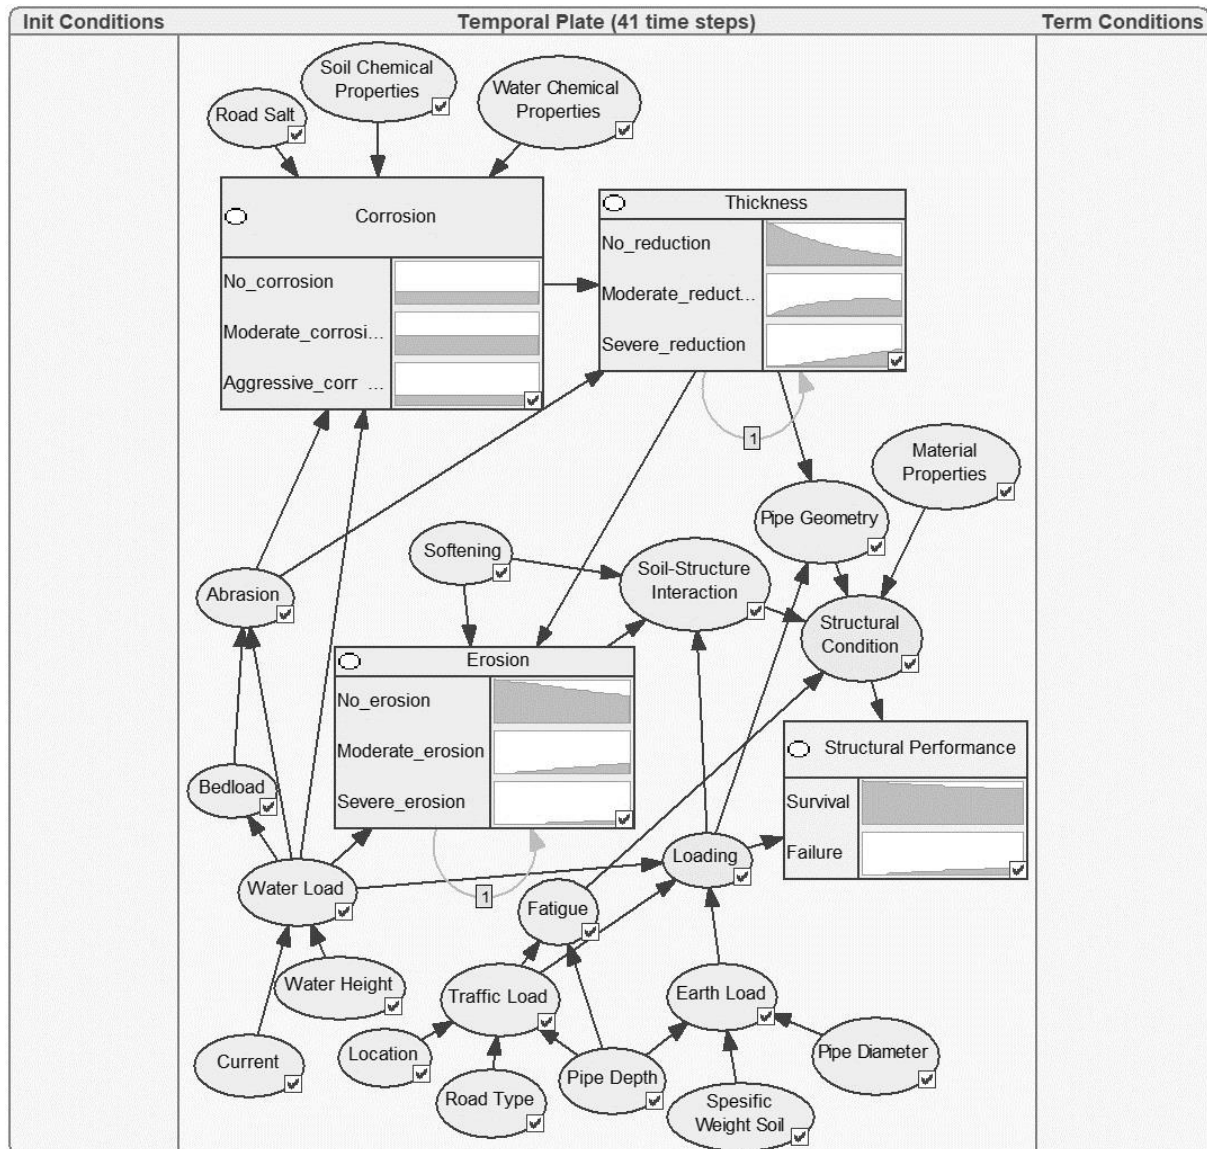 Init Conditions
Temporal Plate (41 time steps)
Term Conditions
Soil Chemical
Properties
Water Chemical
Properties
Road Salt
Corrosion
No_corrosion
Moderate_corrosi...
Aggressive_corr ...
Thickness
No_reduction
Moderate_reduct...
Severe_reduction
1
Material
Properties
Pipe Geometry
Softening
Soil-Structure
Interaction
Abrasion
Structural
Condition
Erosion
No_erosion
Moderate_erosion
Severe_erosion
1
Structural Performance
Survival
Failure
Bedload
Loading
Water Load
Fatigue
Water Height
Traffic Load
Earth Load
Current
Location
Pipe Depth
Pipe Diameter
Road Type
Spesific
Weight Soil